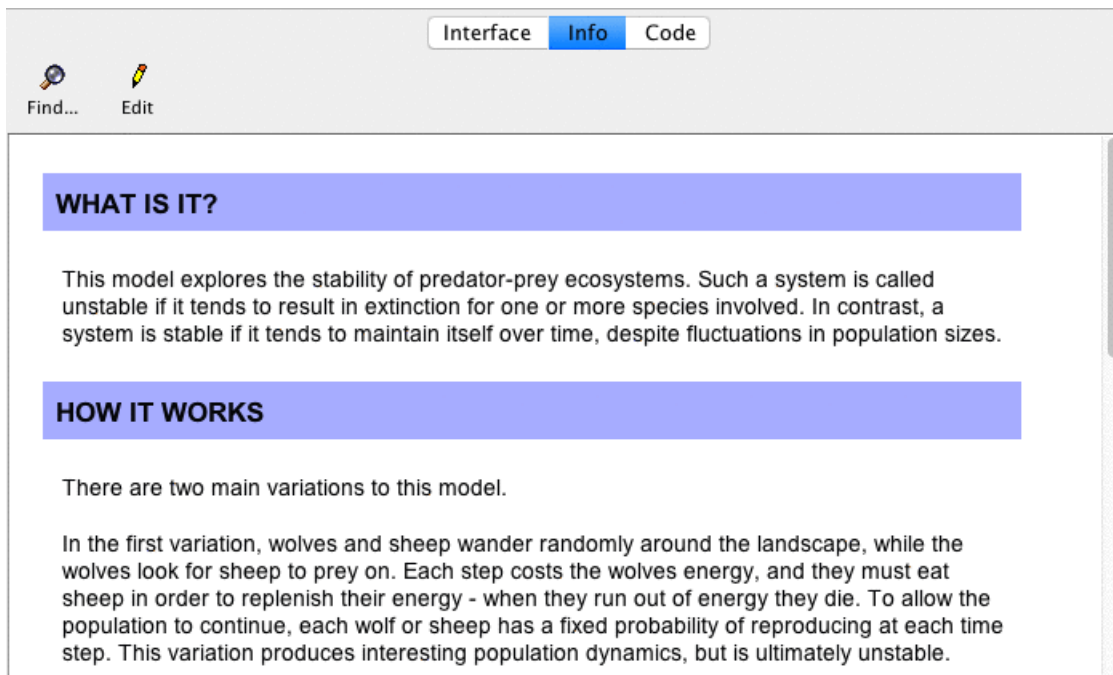 Interface Info Code
Find... Edit
WHAT IS IT?
This model explores the stability of predator-prey ecosystems. Such a system is called
unstable if it tends to result in extinction for one or more species involved. In contrast, a
system is stable if it tends to maintain itself over time, despite fluctuations in population sizes.
HOW IT WORKS
There are two main variations to this model.
In the first variation, wolves and sheep wander randomly around the landscape, while the
wolves look for sheep to prey on. Each step costs the wolves energy, and they must eat
sheep in order to replenish their energy - when they run out of energy they die. To allow the
population to continue, each wolf or sheep has a fixed probability of reproducing at each time
step. This variation produces interesting population dynamics, but is ultimately unstable.